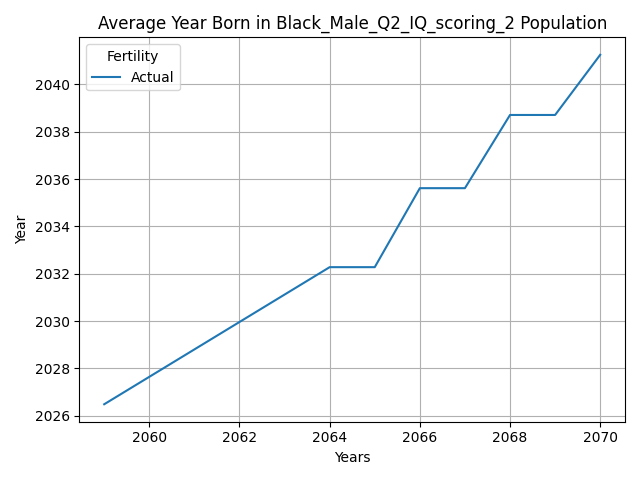 Average Year Born in Black_Male_Q2_IQ_scoring_2 Population
Fertility
Actual
2040
2038
2036
2034
2032
2030
2028
2026
Year
2060 2062 2064 2066 2068 2070
Years